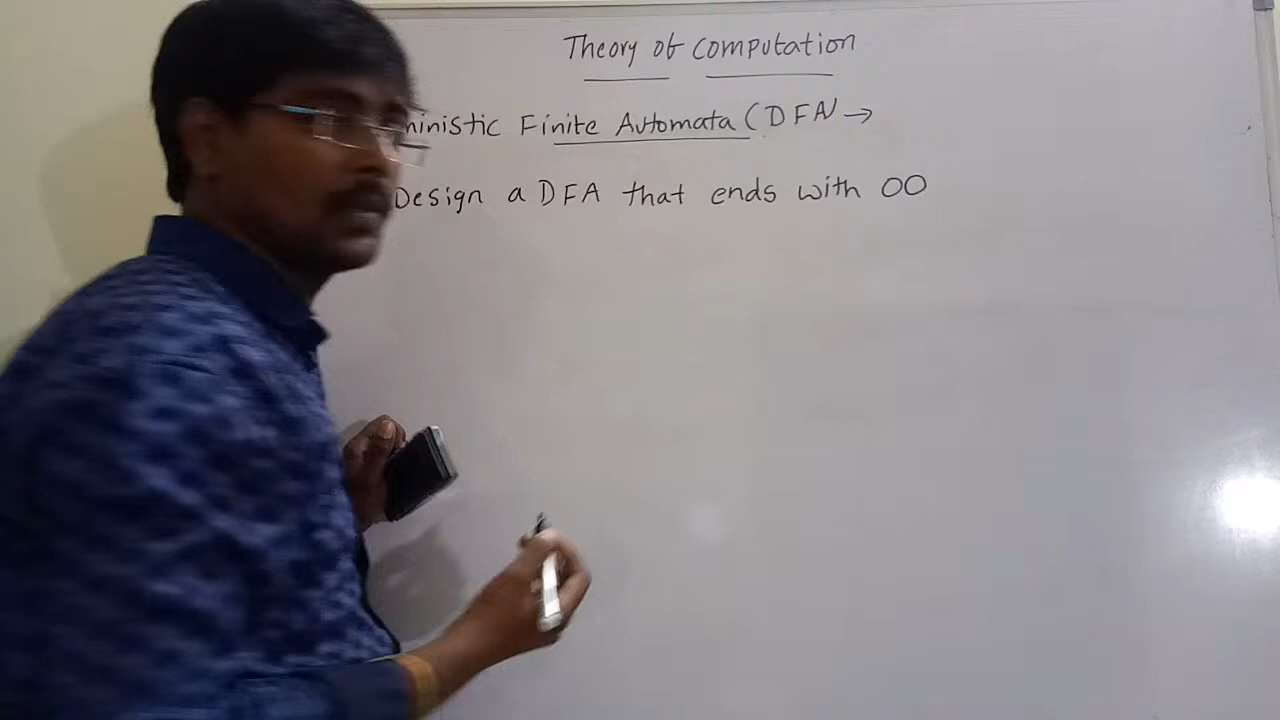 Theory of Computation
ministic Finite Automata (DFA) →
Design a DFA that ends with 00